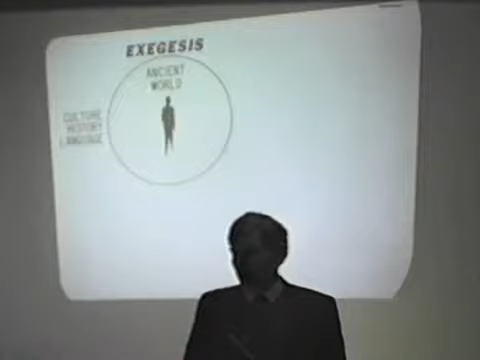 EXEGESIS
ANCIENT
WORLD
CULTURE
HISTORY
LANGUAGE